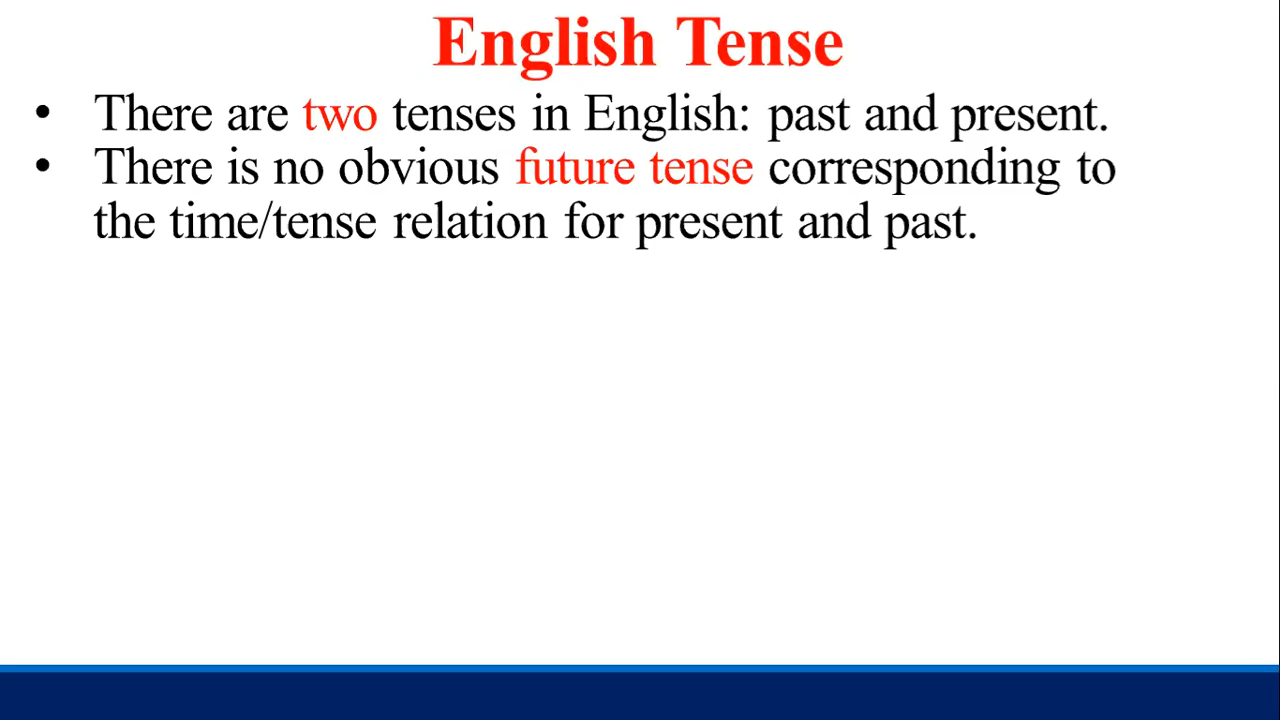 English Tense
• There are two tenses in English: past and present.
• There is no obvious future tense corresponding to
the time/tense relation for present and past.